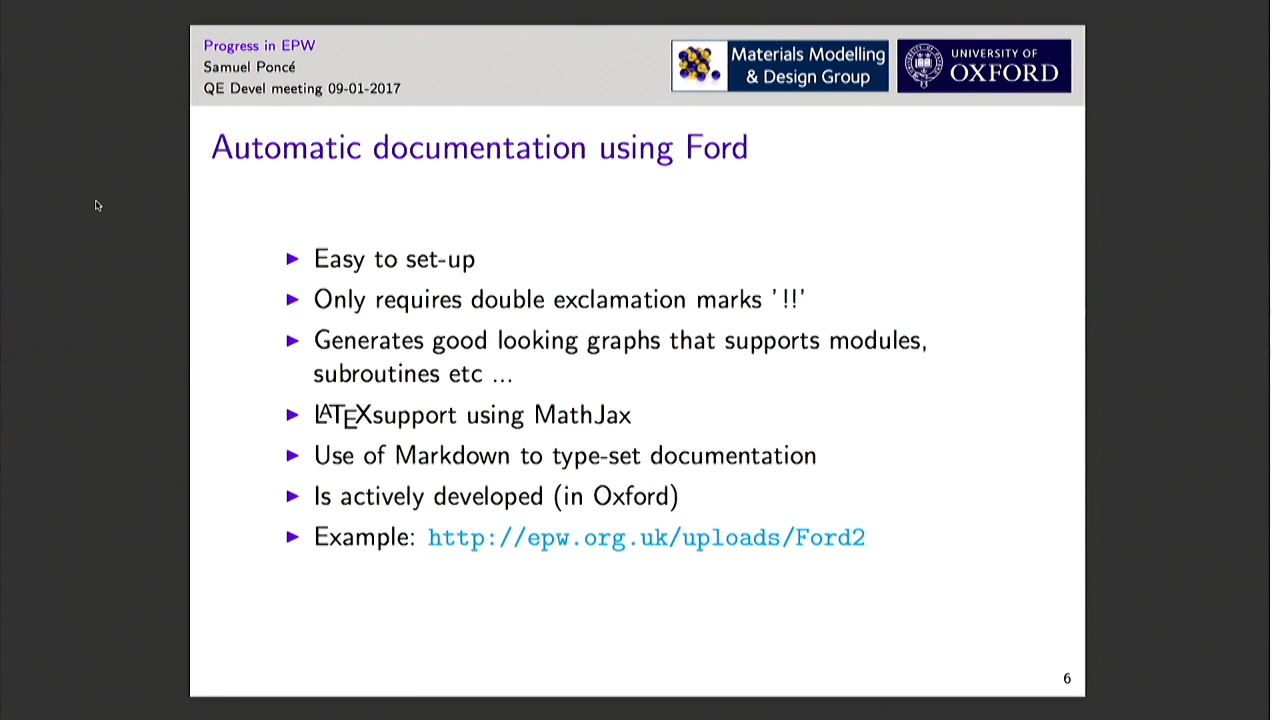 Progress in EPW
Samuel Poncé
QE Devel meeting 09-01-2017
Materials Modelling
& Design Group
UNIVERSITY OF
OXFORD
Automatic documentation using Ford
Easy to set-up
Only requires double exclamation marks '!!'
Generates good looking graphs that supports modules,
subroutines etc ...
LATEXsupport using MathJax
Use of Markdown to type-set documentation
Is actively developed (in Oxford)
Example: http://epw.org.uk/uploads/Ford2
6